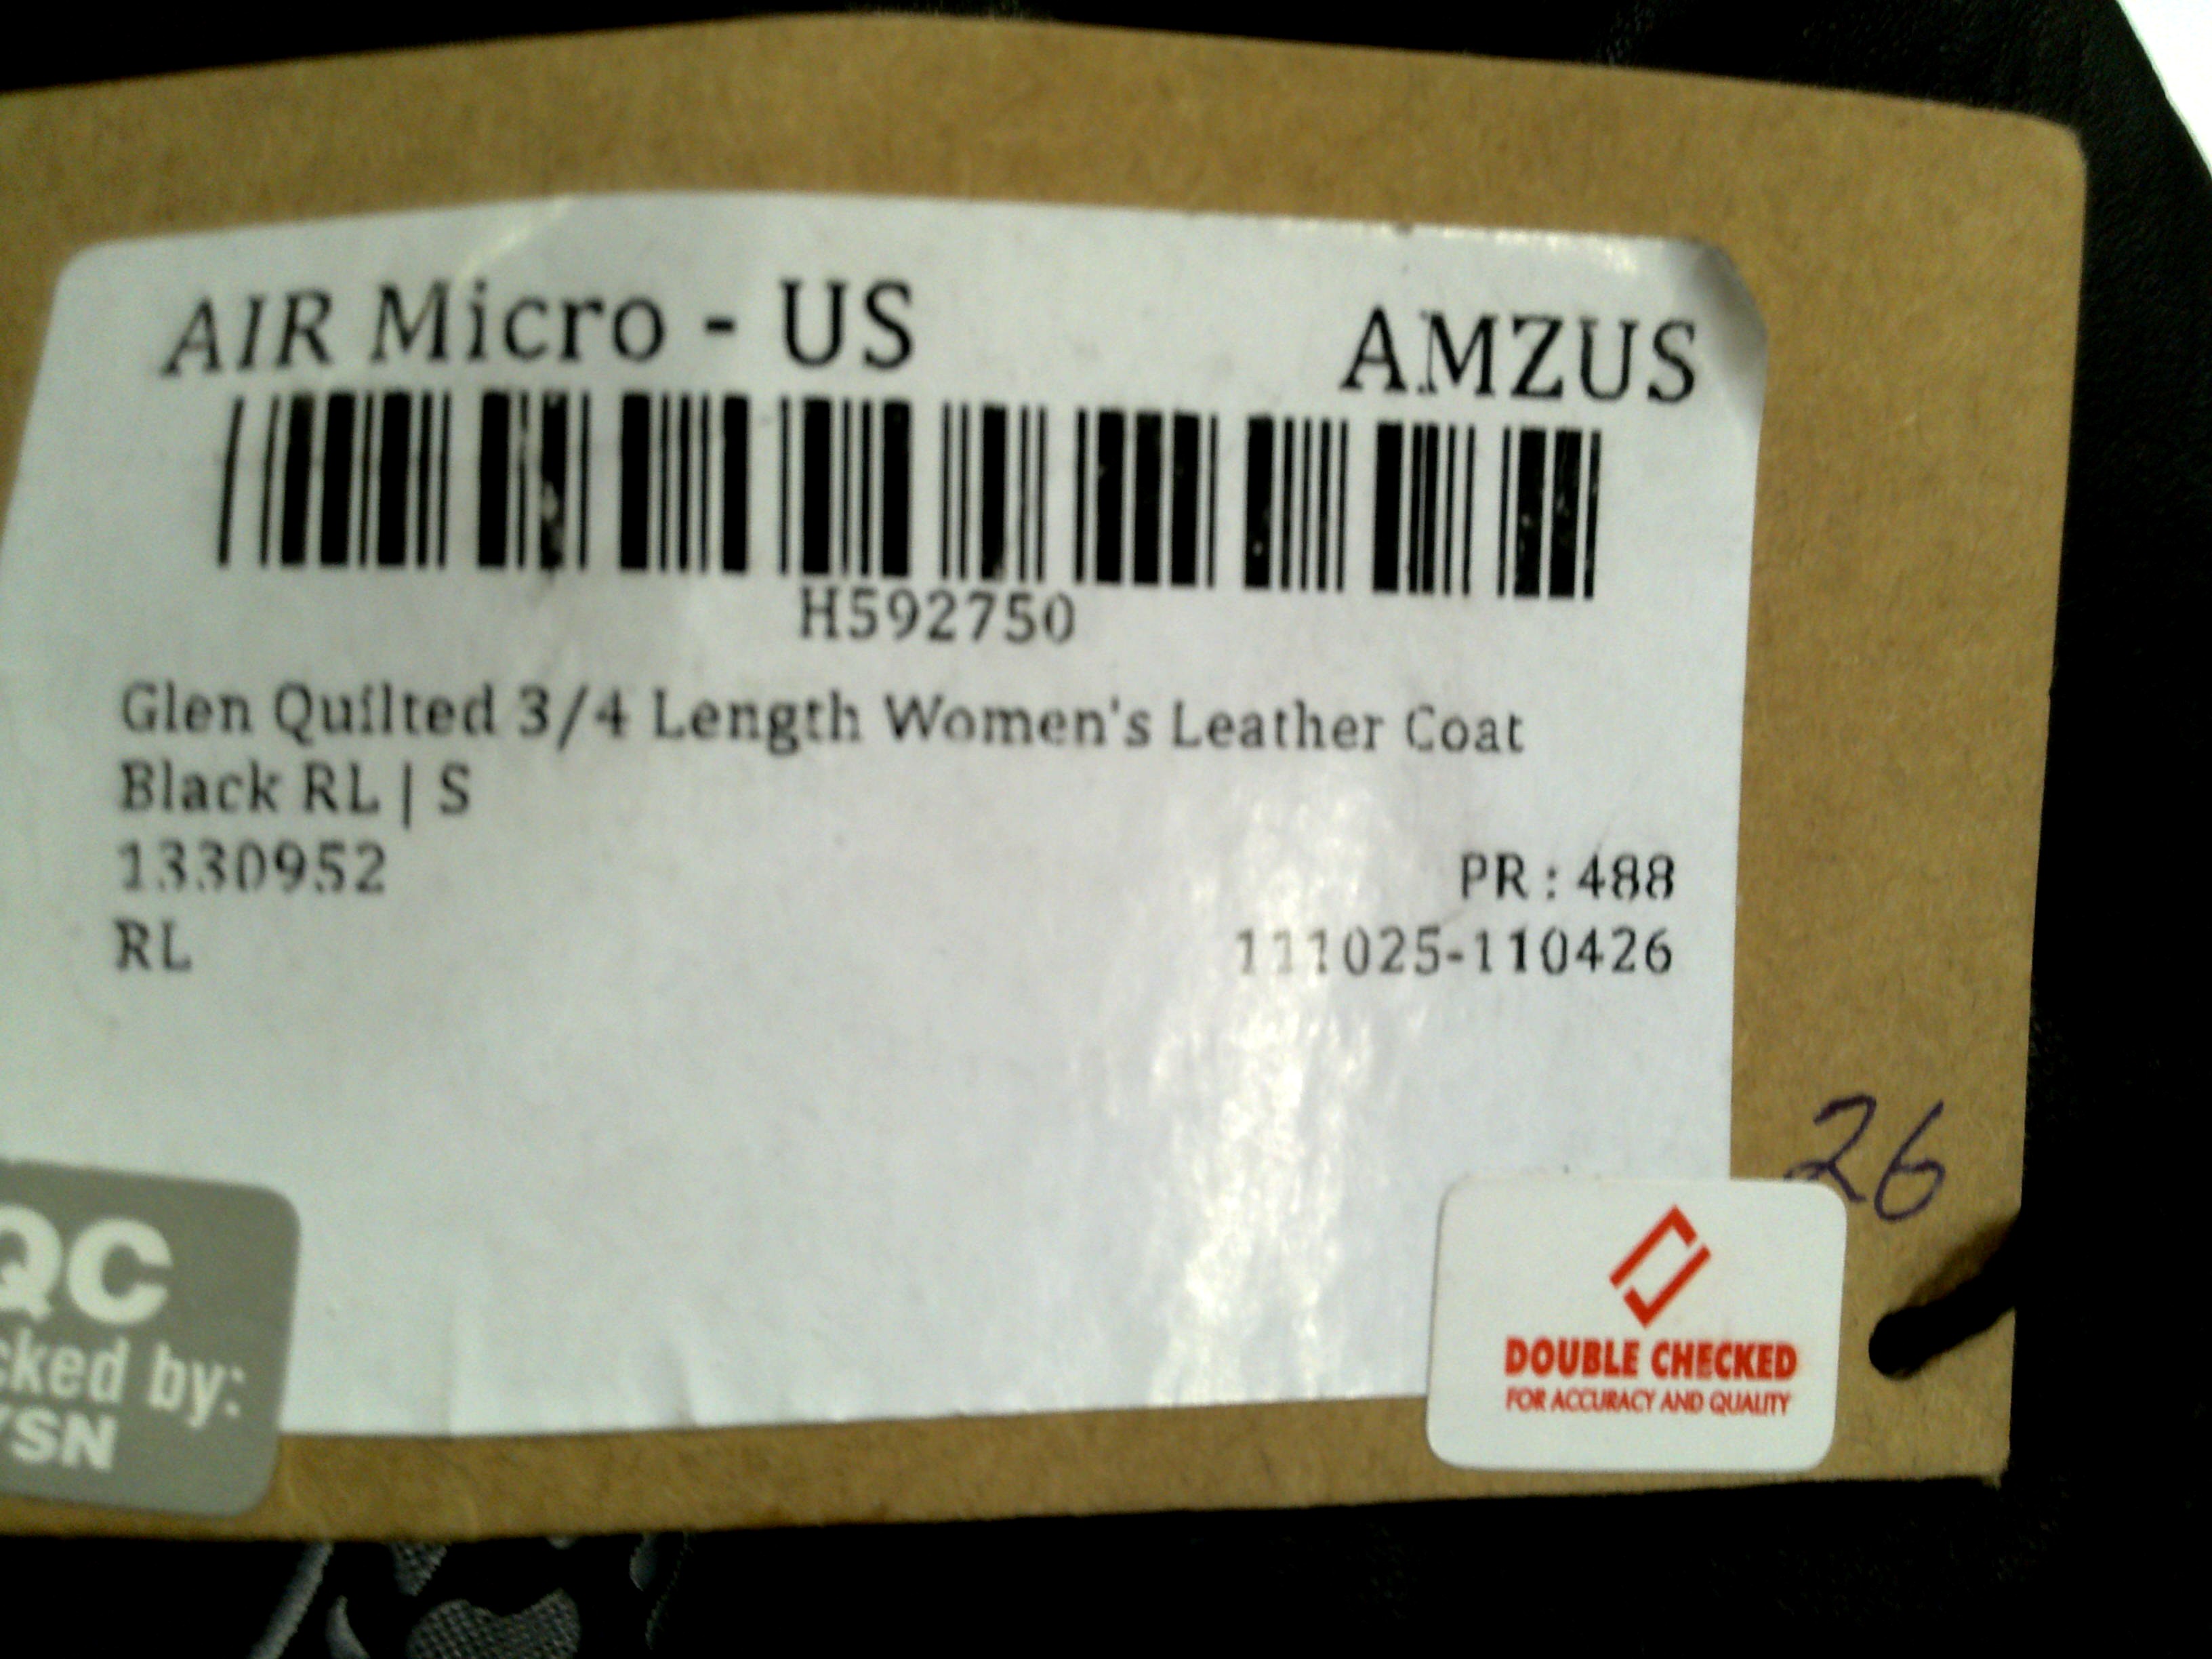 AIR Micro - US AMZUS
H592750
Glen Quilted 3/4 Length Women's Leather Coat
Black RL | S
1330952 PR : 488
RL 111025-110426
26
QC
cked by:
YSN
DOUBLE CHECKED
FOR ACCURACY AND QUALITY